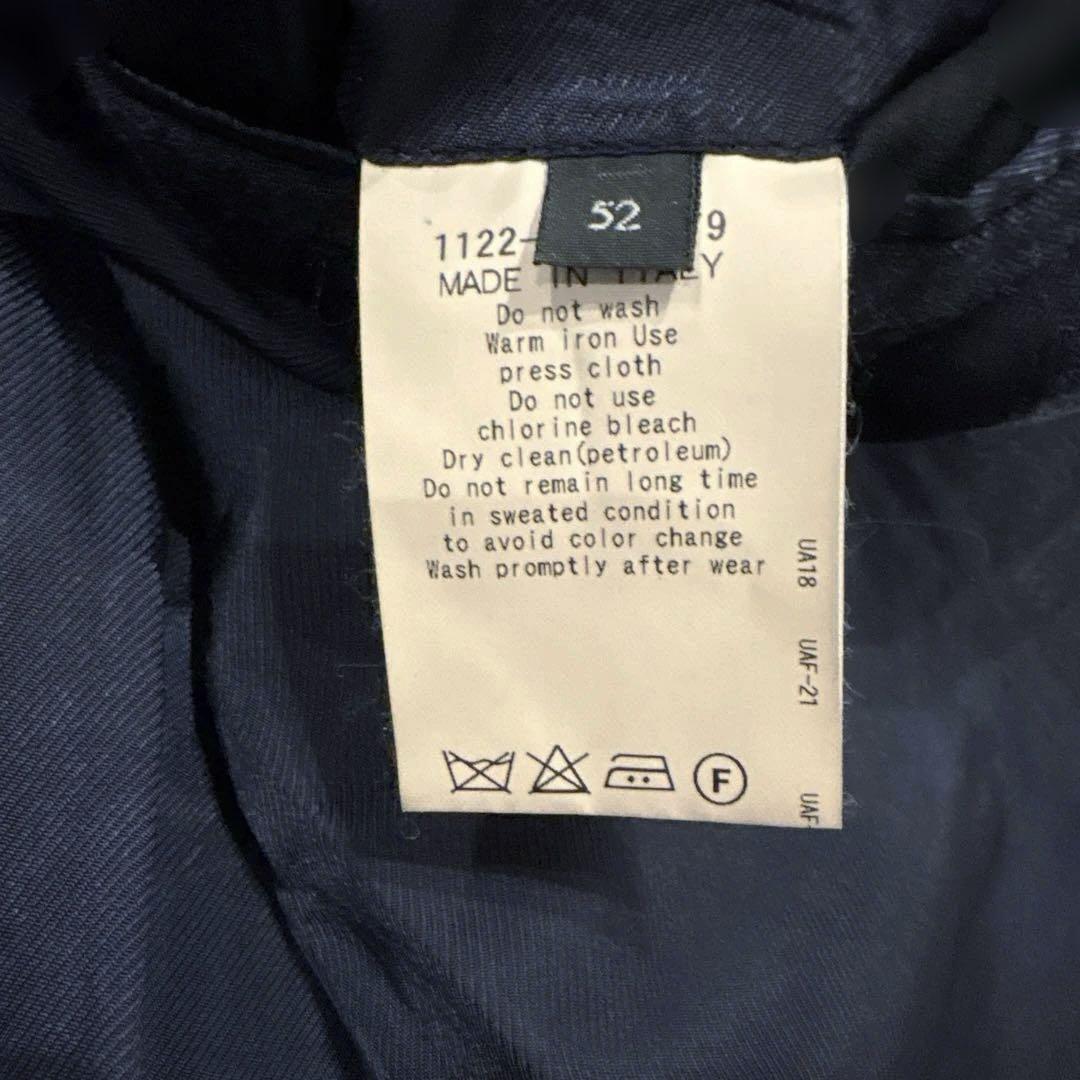 52
1122- 9
MADE IN ITALY
Do not wash
Warm iron Use
press cloth
Do not use
chlorine bleach
Dry clean(petroleum)
Do not remain long time
in sweated condition
to avoid color change
Wash promptly after wear
UA18
UAF-21
UAF
F